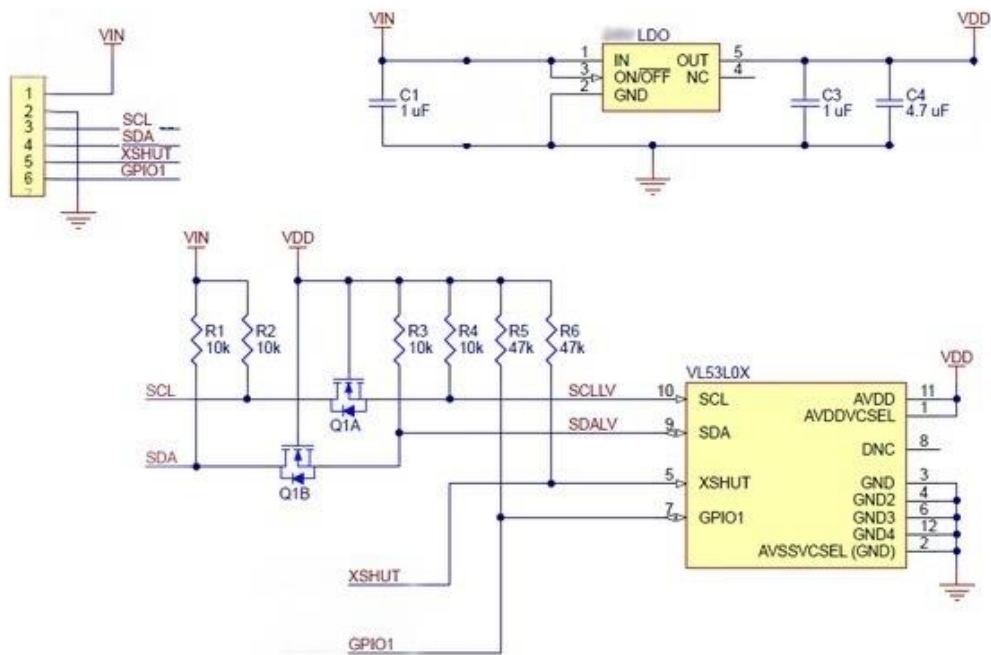 VIN
1
2
3 SCL
4 SDA
5 XSHUT
6 GPIO1
VIN
LDO
VDD
1 IN OUT 5
3 ON/OFF NC 4
2 GND
C1
1 uF
C3
1 uF
C4
4.7 uF
VIN
VDD
R1
10k
R2
10k
R3
10k
R4
10k
R5
47k
R6
47k
SCL
Q1A
SCLLV
SDA
Q1B
SDALV
XSHUT
GPIO1
VL53L0X
VDD
10 SCL AVDD 11
AVDDVCSEL 1
9 SDA
DNC 8
5 XSHUT GND 3
GND2 4
7 GPIO1 GND3 6
GND4 12
AVSSVCSEL (GND) 2